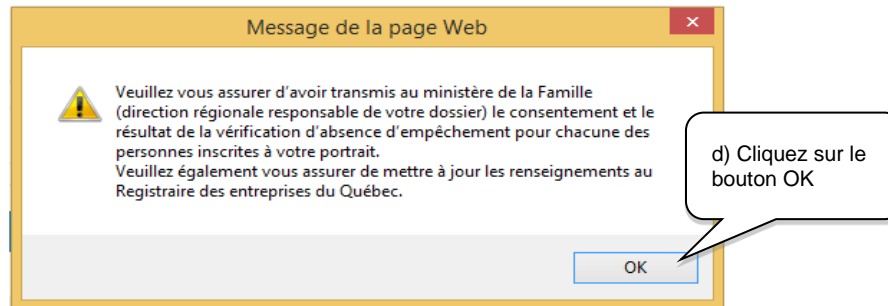 Message de la page Web
Veuillez vous assurer d'avoir transmis au ministère de la Famille
(direction régionale responsable de votre dossier) le consentement et le
résultat de la vérification d'absence d'empêchement pour chacune des
personnes inscrites à votre portrait.
Veuillez également vous assurer de mettre à jour les renseignements au
Registraire des entreprises du Québec.
d) Cliquez sur le
bouton OK
OK